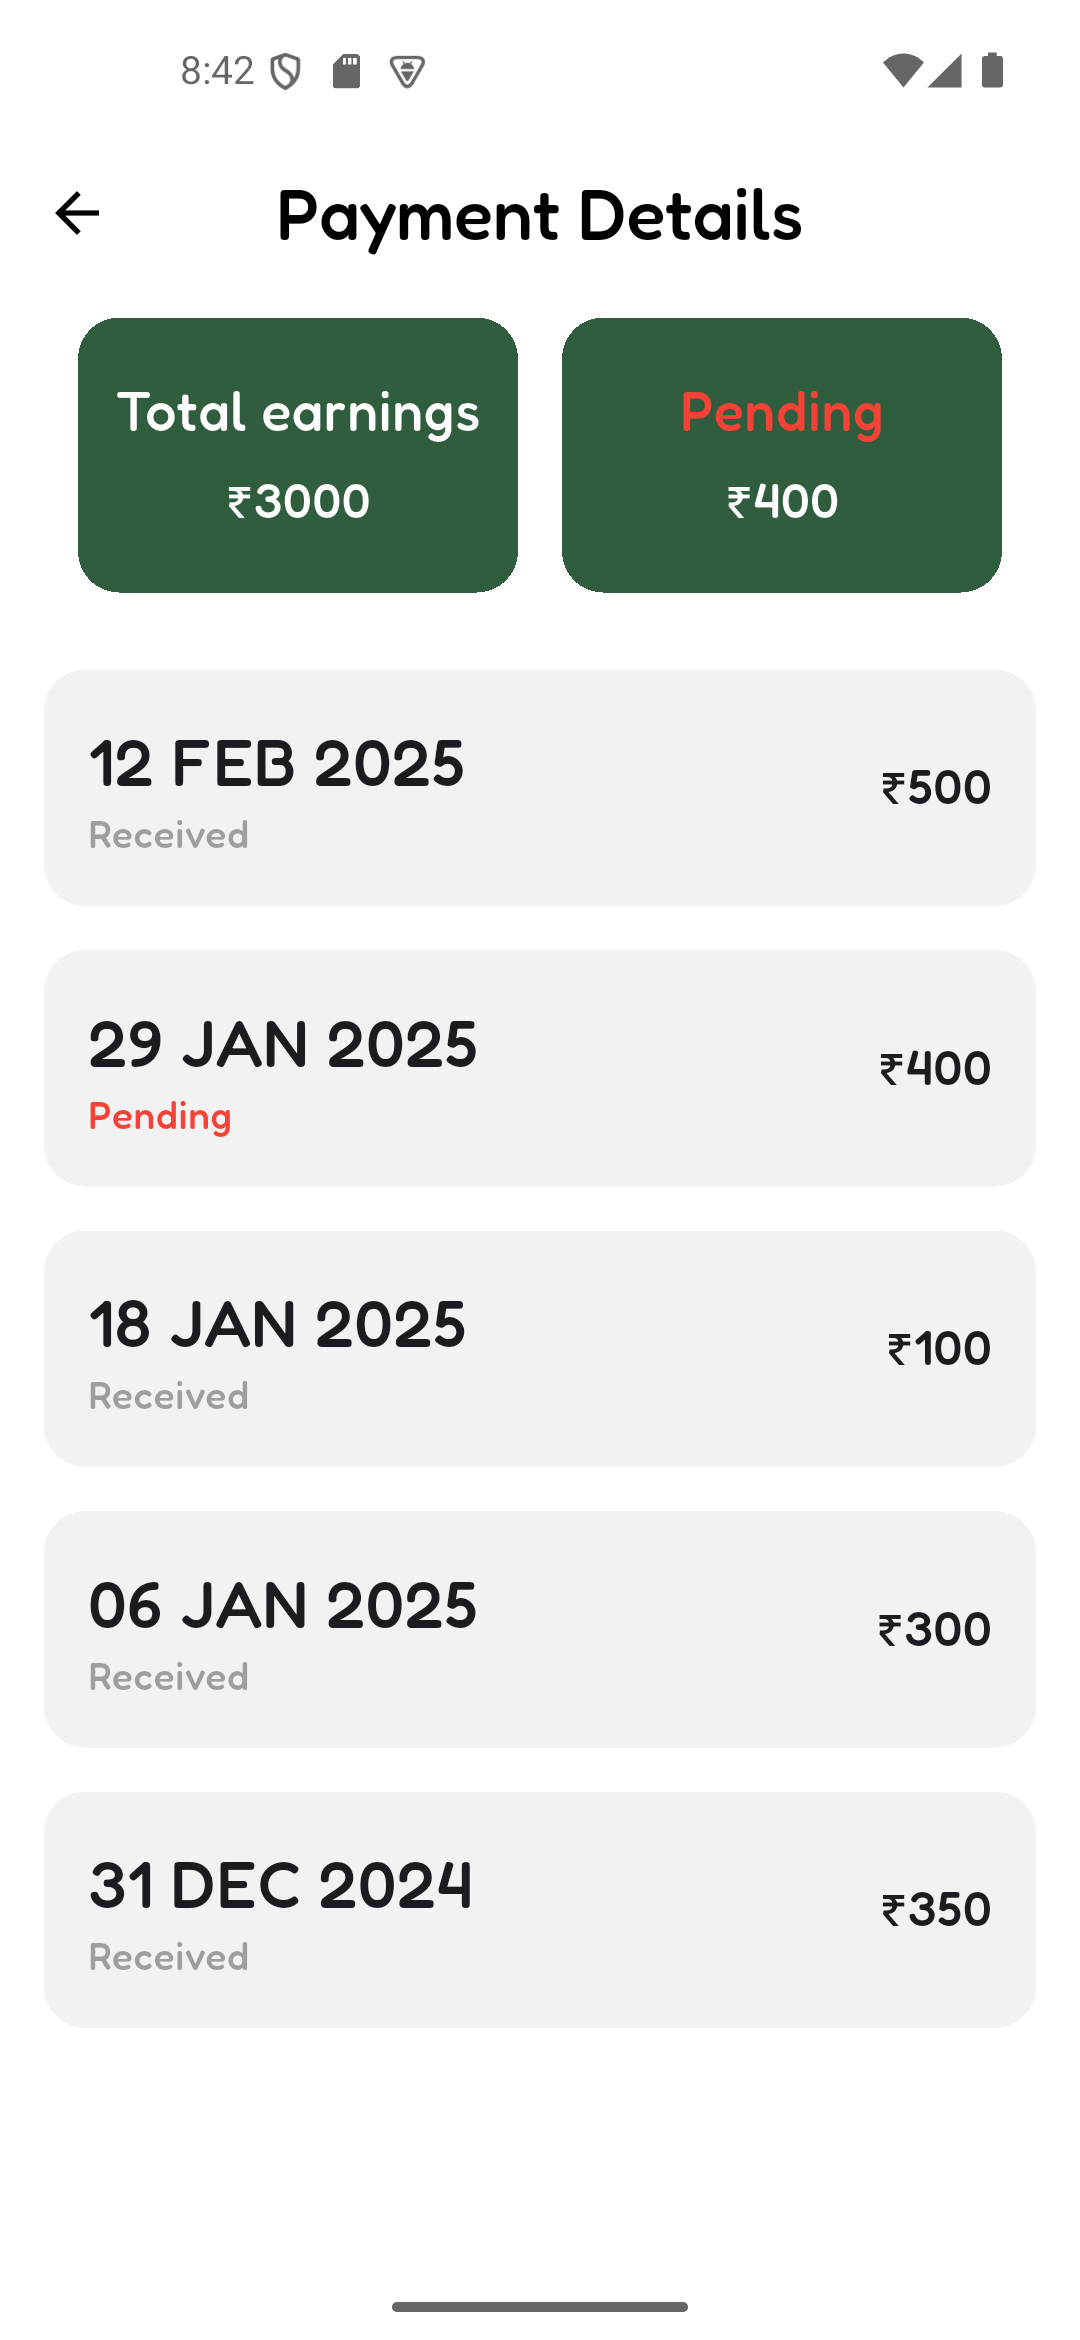 8:42
Payment Details
Total earnings
₹3000
Pending
₹400
12 FEB 2025
Received
₹500
29 JAN 2025
Pending
₹400
18 JAN 2025
Received
₹100
06 JAN 2025
Received
₹300
31 DEC 2024
Received
₹350